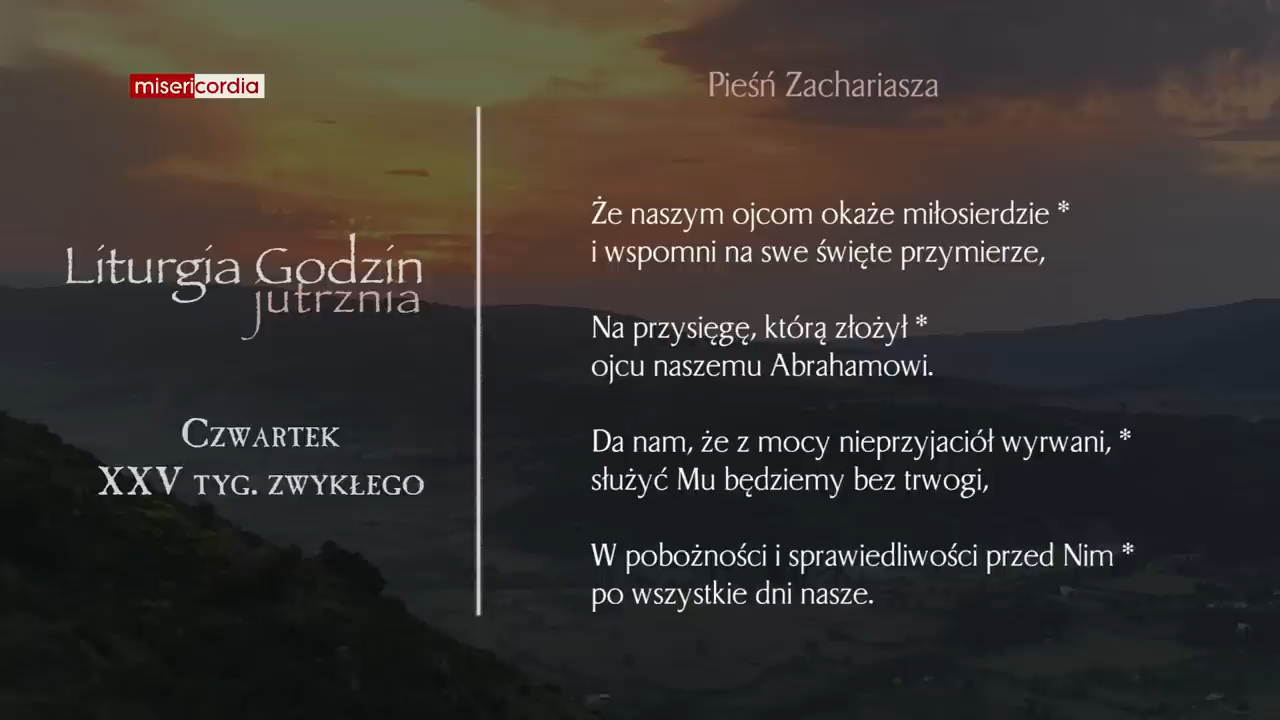 misericordia
Liturgia Godzin
jutrznia
Czwartek
XXV tyg. zwykłego
Pieśń Zachariasza
Że naszym ojcom okaże miłosierdzie *
i wspomni na swe święte przymierze,
Na przysięgę, którą złożył *
ojcu naszemu Abrahamowi.
Da nam, że z mocy nieprzyjaciół wyrwani, *
służyć Mu będziemy bez trwogi,
W pobożności i sprawiedliwości przed Nim *
po wszystkie dni nasze.